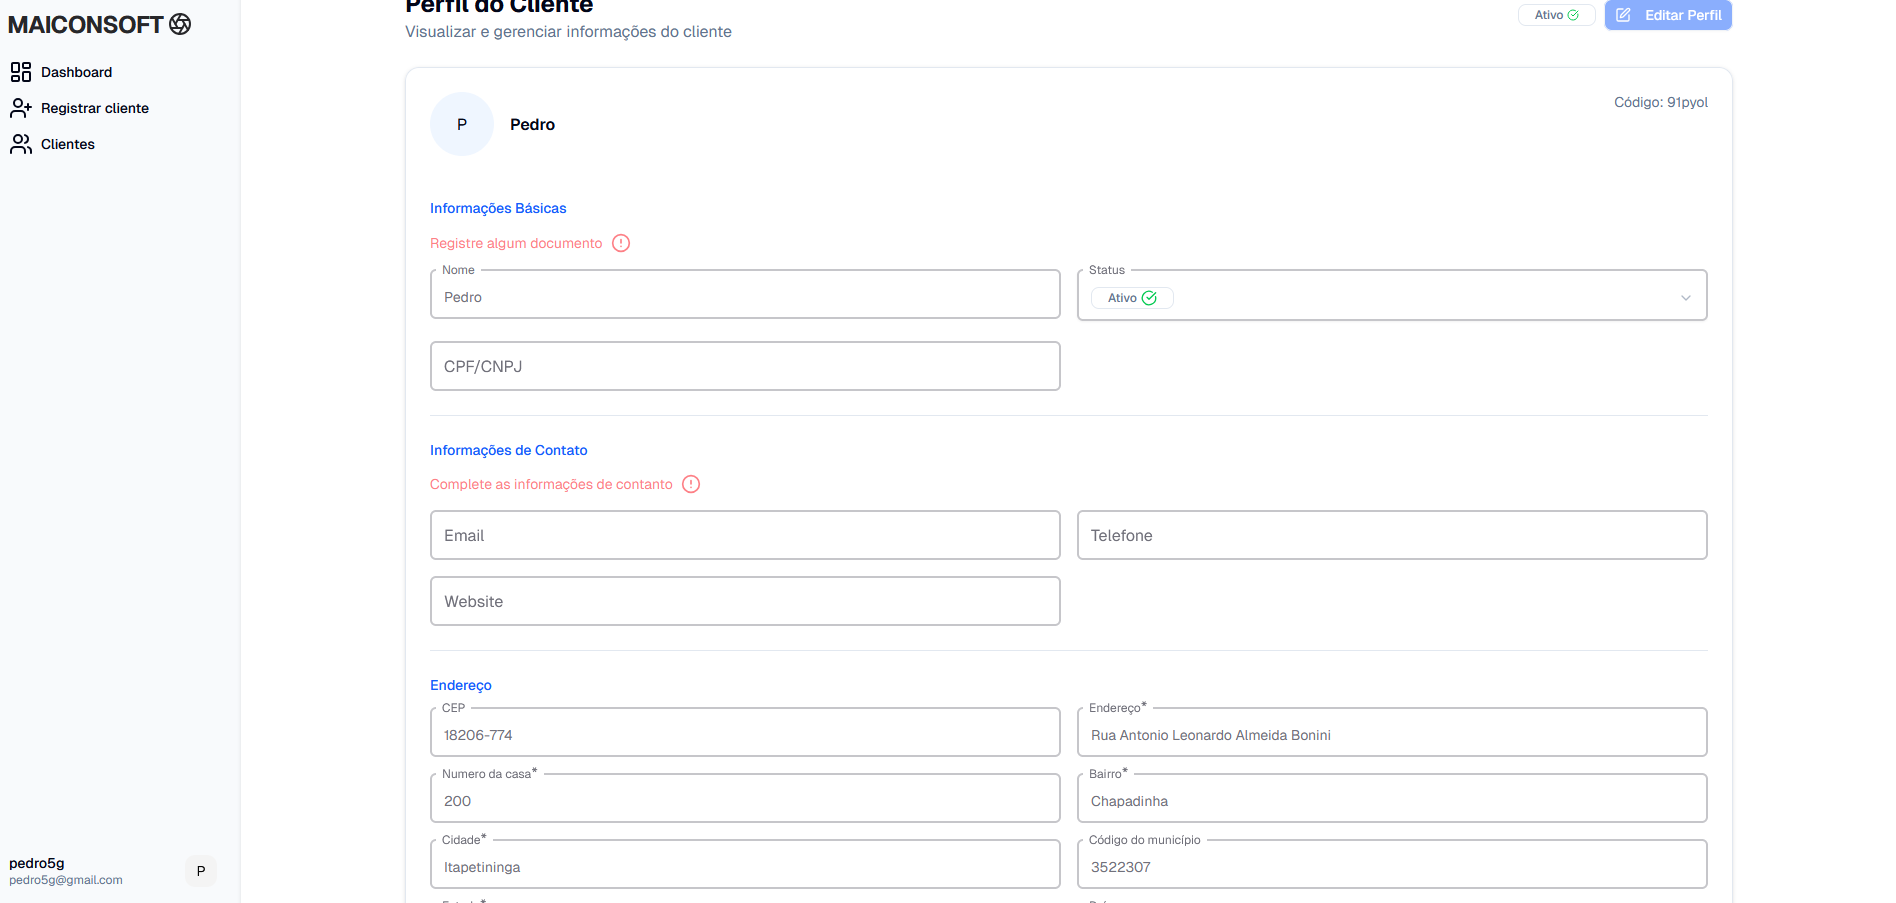 MAICONSOFT
Dashboard
Registrar cliente
Clientes
pedro5g
pedro5g@gmail.com
P
Perfil do Cliente
Visualizar e gerenciar informações do cliente
Ativo
Editar Perfil
P
Pedro
Código: 91pyol
Informações Básicas
Registre algum documento
Nome
Pedro
Status
Ativo
CPF/CNPJ
Informações de Contato
Complete as informações de contanto
Email
Telefone
Website
Endereço
CEP
18206-774
Endereço*
Rua Antonio Leonardo Almeida Bonini
Numero da casa*
200
Bairro*
Chapadinha
Cidade*
Itapetininga
Código do município
3522307